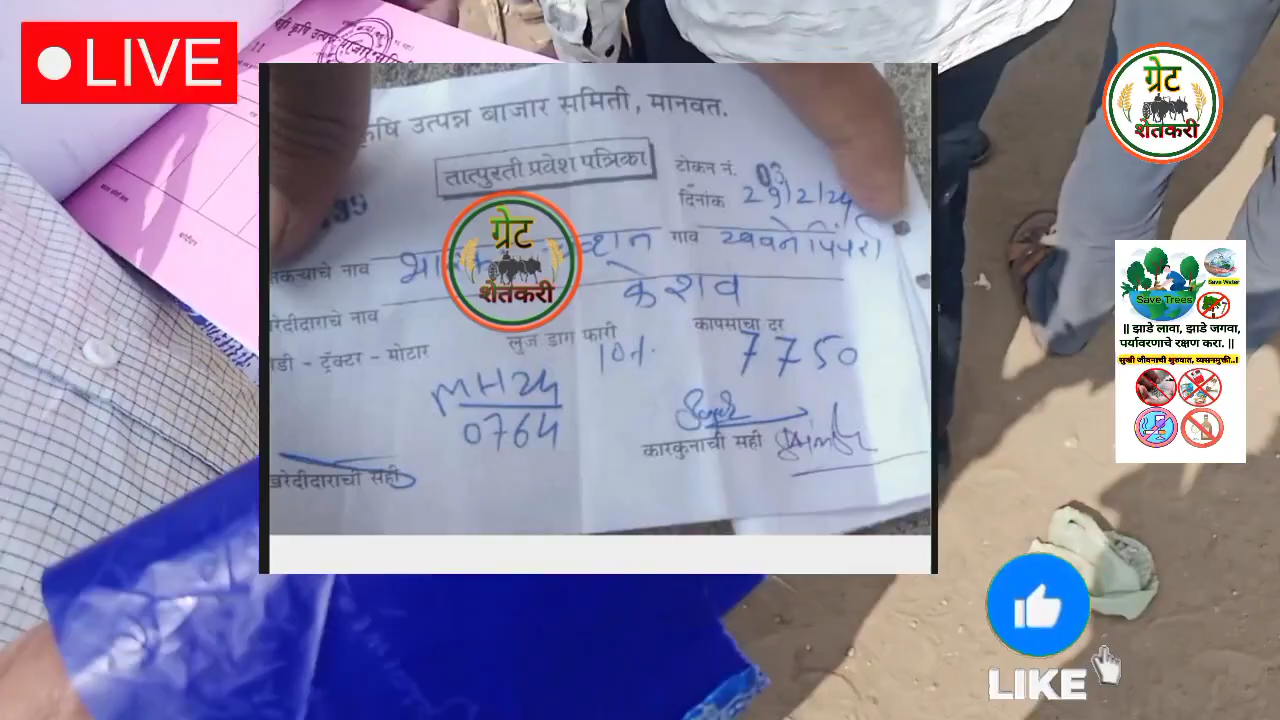 LIVE
कृषि उत्पन्न बाजार समिती, मानवत.
तात्पुरती प्रवेश पत्रिका
टोकन नं. 03
दिनांक 29/2/24
नाव
गाव
केशव
खरेदीदाराचे नाव
लुज डाग फारी
10%
कापसाचा दर
7750
ट्रॅक्टर - मोटार
MH24
0764
कारकुनाची सही
खरेदीदाराची सही
ग्रेट
शेतकरी
ग्रेट
शेतकरी
Save Water
Save Trees
|| झाडे लावा, झाडे जगवा,
पर्यावरणाचे रक्षण करा. ||
सुखी जीवनाची सुरुवात, व्यसनमुक्ती..!
LIKE